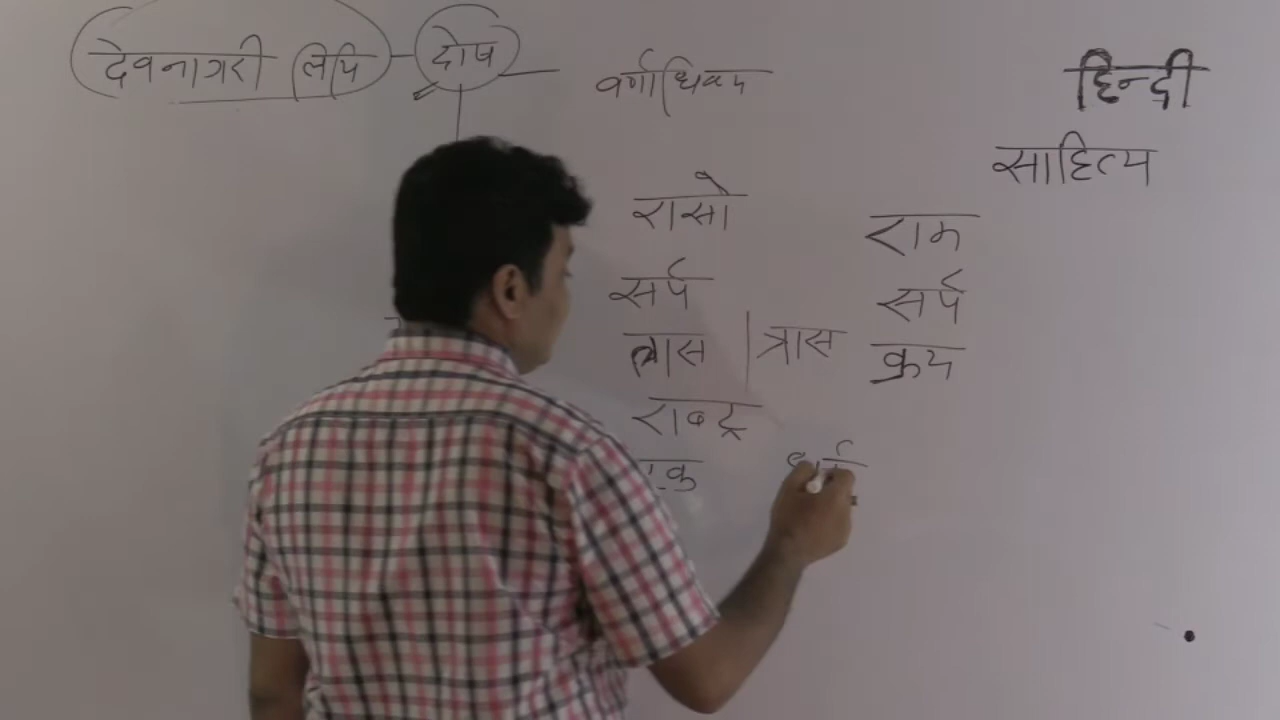 देवनागरी लिपि - दोष - वर्णाधिक्य
हिन्दी
साहित्य
रासो
सर्प
त्रास | त्रास
राष्ट्र
राम
सर्प
क्रय